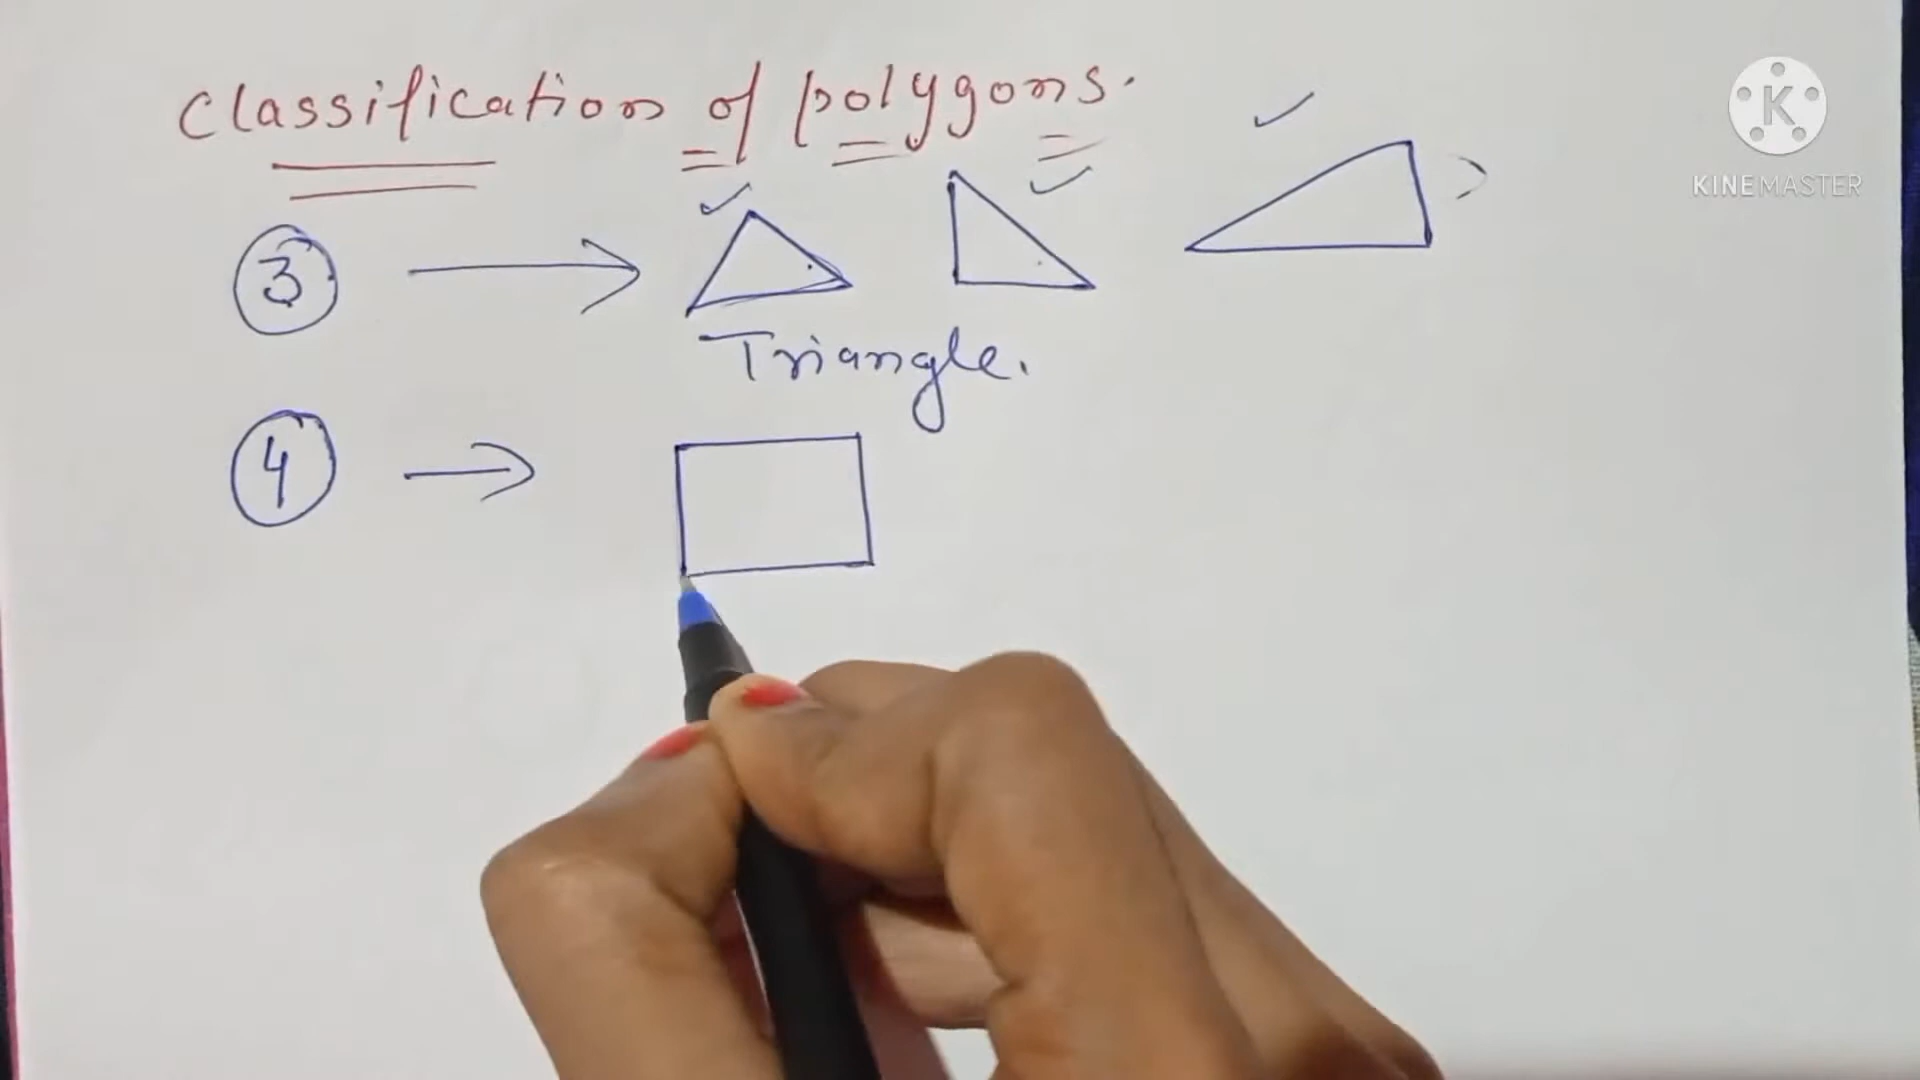 Classification of polygons.
3
Triangle.
4
K
KINEMASTER